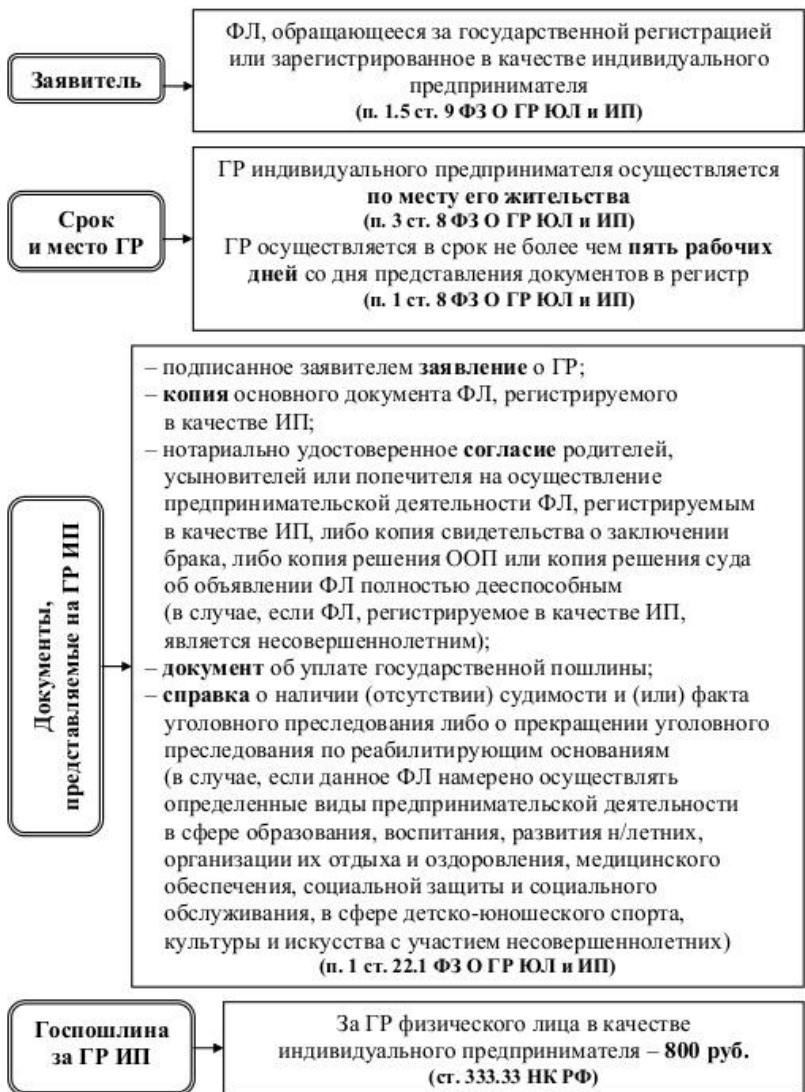 Заявитель
ФЛ, обращающееся за государственной регистрацией
или зарегистрированное в качестве индивидуального
предпринимателя
(п. 1.5 ст. 9 ФЗ О ГР ЮЛ и ИП)
Срок
и место ГР
ГР индивидуального предпринимателя осуществляется
по месту его жительства
(п. 3 ст. 8 ФЗ О ГР ЮЛ и ИП)
ГР осуществляется в срок не более чем пять рабочих
дней со дня представления документов в регистр
(п. 1 ст. 8 ФЗ О ГР ЮЛ и ИП)
Документы,
представляемые на ГР ИП
– подписанное заявителем заявление о ГР;
– копия основного документа ФЛ, регистрируемого
в качестве ИП;
– нотариально удостоверенное согласие родителей,
усыновителей или попечителя на осуществление
предпринимательской деятельности ФЛ, регистрируемым
в качестве ИП, либо копия свидетельства о заключении
брака, либо копия решения ООП или копия решения суда
об объявлении ФЛ полностью дееспособным
(в случае, если ФЛ, регистрируемое в качестве ИП,
является несовершеннолетним);
– документ об уплате государственной пошлины;
– справка о наличии (отсутствии) судимости и (или) факта
уголовного преследования либо о прекращении уголовного
преследования по реабилитирующим основаниям
(в случае, если данное ФЛ намерено осуществлять
определенные виды предпринимательской деятельности
в сфере образования, воспитания, развития н/летних,
организации их отдыха и оздоровления, медицинского
обеспечения, социальной защиты и социального
обслуживания, в сфере детско-юношеского спорта,
культуры и искусства с участием несовершеннолетних)
(п. 1 ст. 22.1 ФЗ О ГР ЮЛ и ИП)
Госпошлина
за ГР ИП
За ГР физического лица в качестве
индивидуального предпринимателя – 800 руб.
(ст. 333.33 НК РФ)